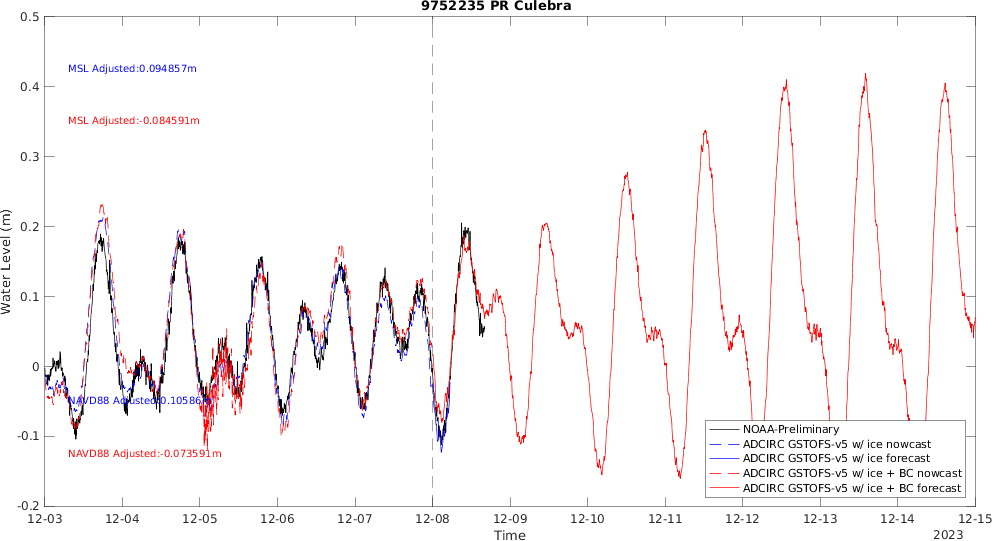 9752235 PR Culebra
0.5
0.4
0.3
0.2
0.1
0
-0.1
-0.2
Water Level (m)
MSL Adjusted:0.094857m
MSL Adjusted:-0.084591m
NAVD88 Adjusted:0.10586
NAVD88 Adjusted:-0.073591m
NOAA-Preliminary
ADCIRC GSTOFS-v5 w/ ice nowcast
ADCIRC GSTOFS-v5 w/ ice forecast
ADCIRC GSTOFS-v5 w/ ice + BC nowcast
ADCIRC GSTOFS-v5 w/ ice + BC forecast
12-03 12-04 12-05 12-06 12-07 12-08 12-09 12-10 12-11 12-12 12-13 12-14 12-15
Time
2023